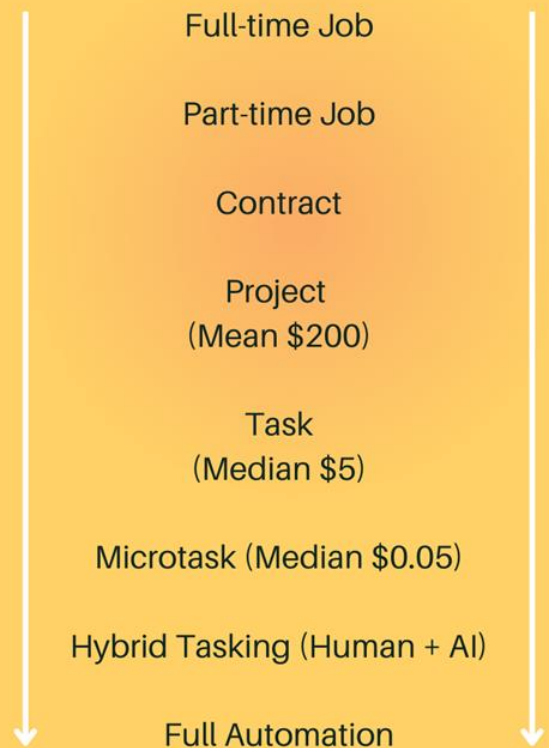 Full-time Job
Part-time Job
Contract
Project
(Mean $200)
Task
(Median $5)
Microtask (Median $0.05)
Hybrid Tasking (Human + AI)
Full Automation